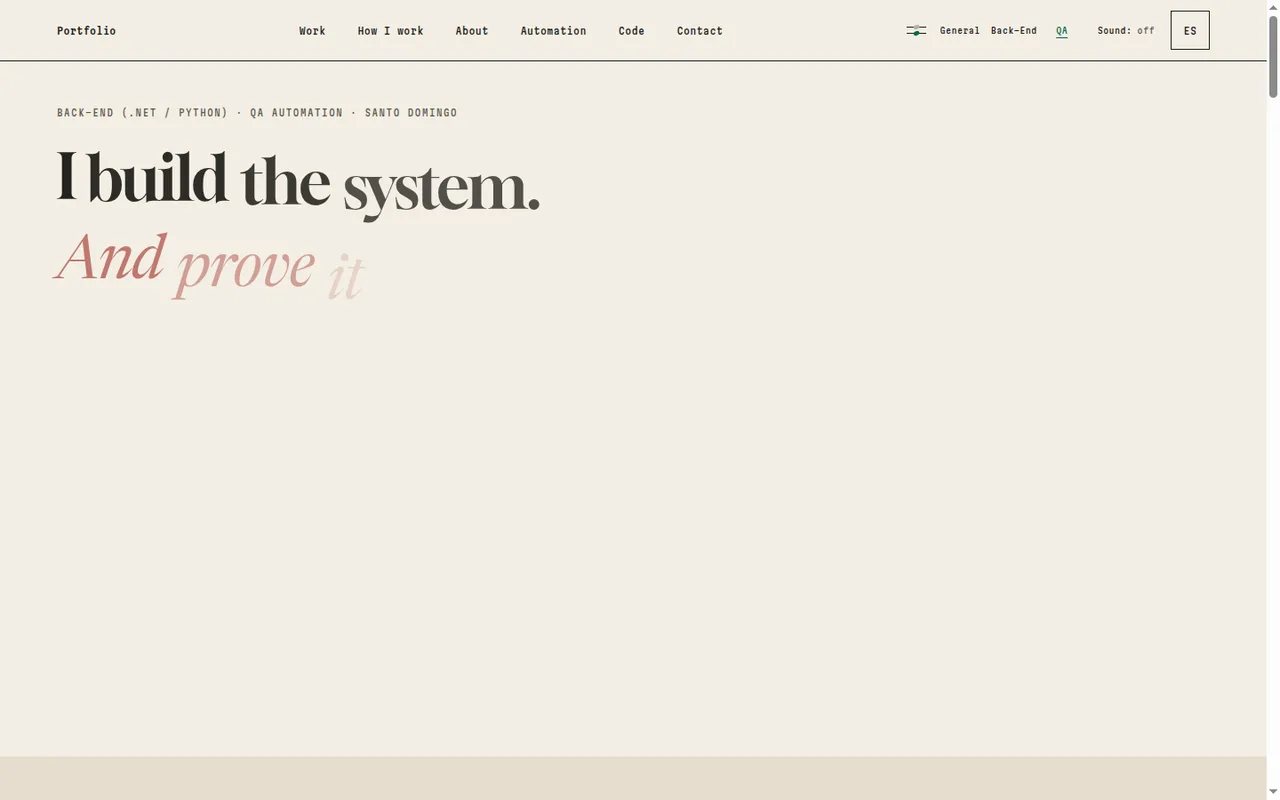 Portfolio Work How I work About Automation Code Contact General Back-End QA Sound: off ES
BACK-END (.NET / PYTHON) · QA AUTOMATION · SANTO DOMINGO
I build the system.
And prove it